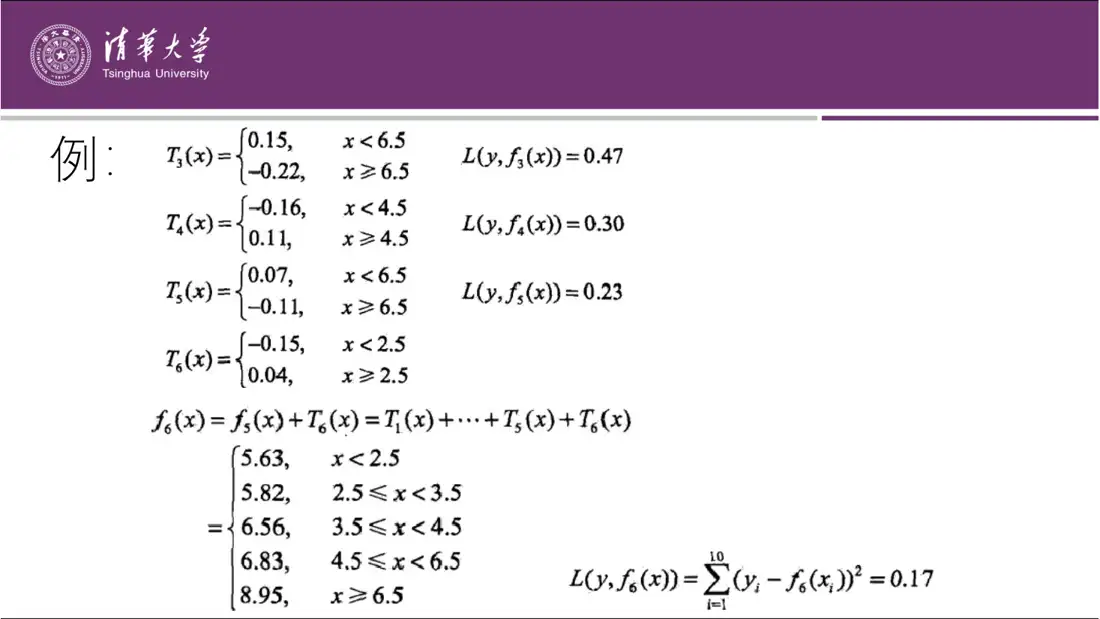 清华大学
Tsinghua University
例：
T₃(x) = { 0.15, x < 6.5
−0.22, x ⩾ 6.5
L(y, f₃(x)) = 0.47
T₄(x) = { −0.16, x < 4.5
0.11, x ⩾ 4.5
L(y, f₄(x)) = 0.30
T₅(x) = { 0.07, x < 6.5
−0.11, x ⩾ 6.5
L(y, f₅(x)) = 0.23
T₆(x) = { −0.15, x < 2.5
0.04, x ⩾ 2.5
f₆(x) = f₅(x) + T₆(x) = T₁(x) + ⋯ + T₅(x) + T₆(x)
= { 5.63, x < 2.5
5.82, 2.5 ⩽ x < 3.5
6.56, 3.5 ⩽ x < 4.5
6.83, 4.5 ⩽ x < 6.5
8.95, x ⩾ 6.5
L(y, f₆(x)) = ∑_{i=1}^{10} (yᵢ − f₆(xᵢ))² = 0.17